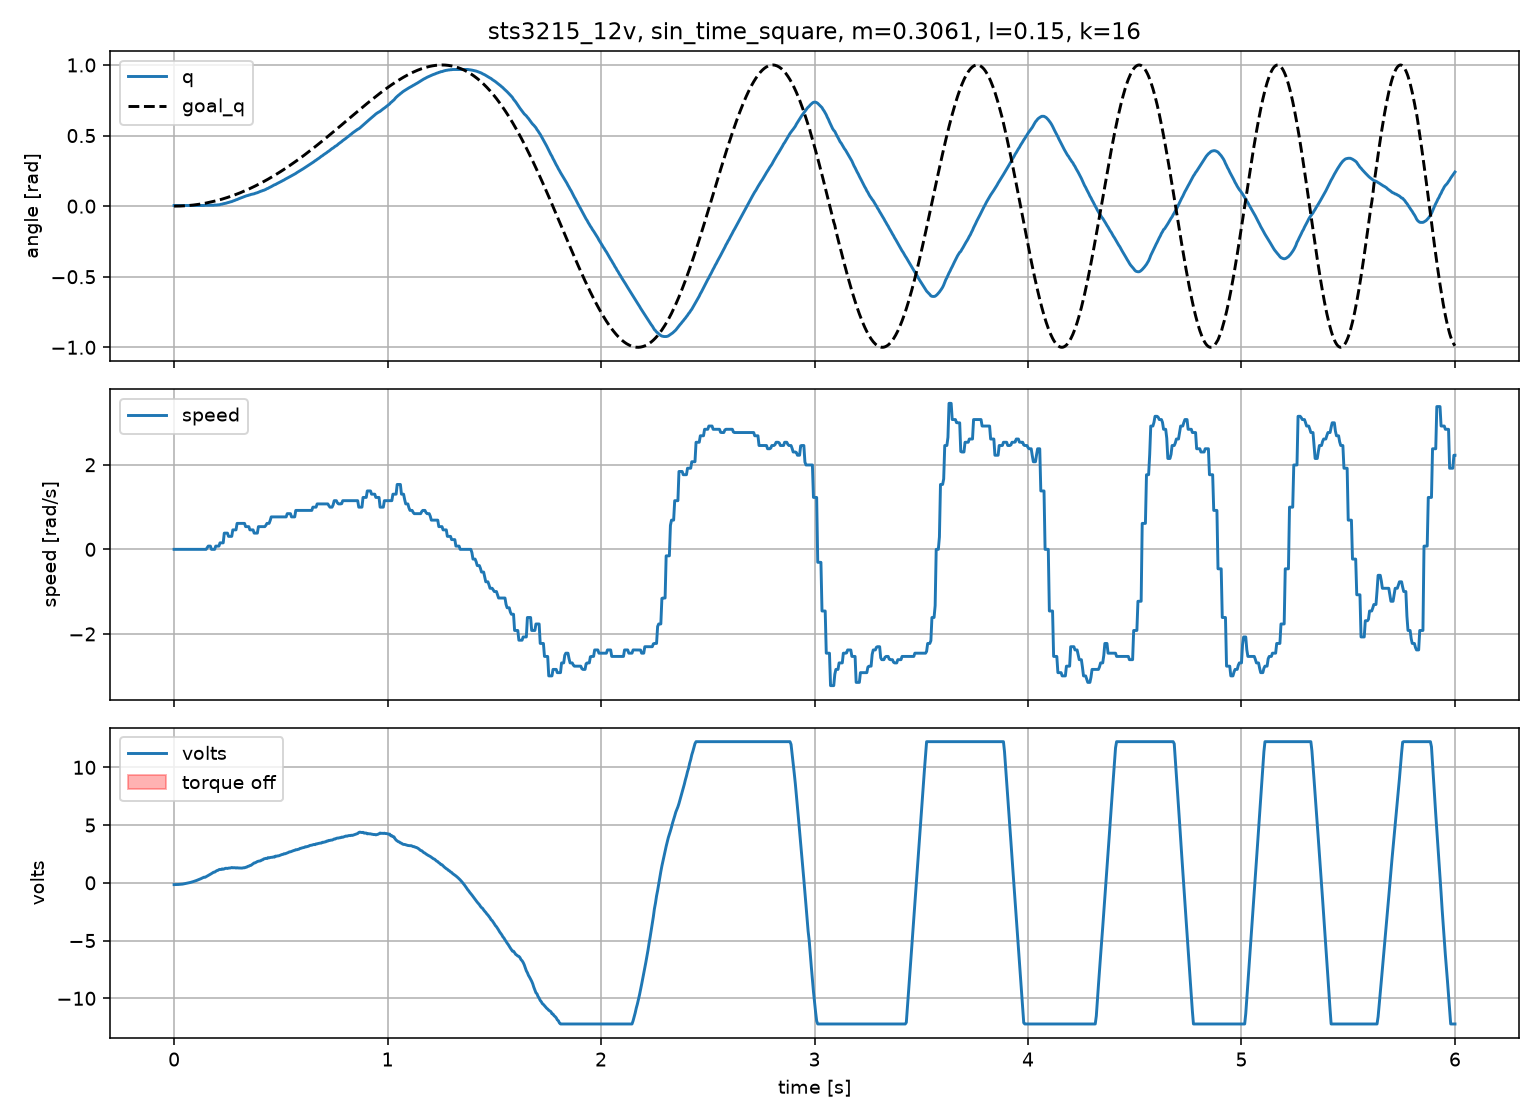 sts3215_12v, sin_time_square, m=0.3061, l=0.15, k=16
1.0
0.5
0.0
−0.5
−1.0
angle [rad]
q
goal_q
2
0
−2
speed [rad/s]
speed
10
5
0
−5
−10
volts
volts
torque off
0 1 2 3 4 5 6
time [s]